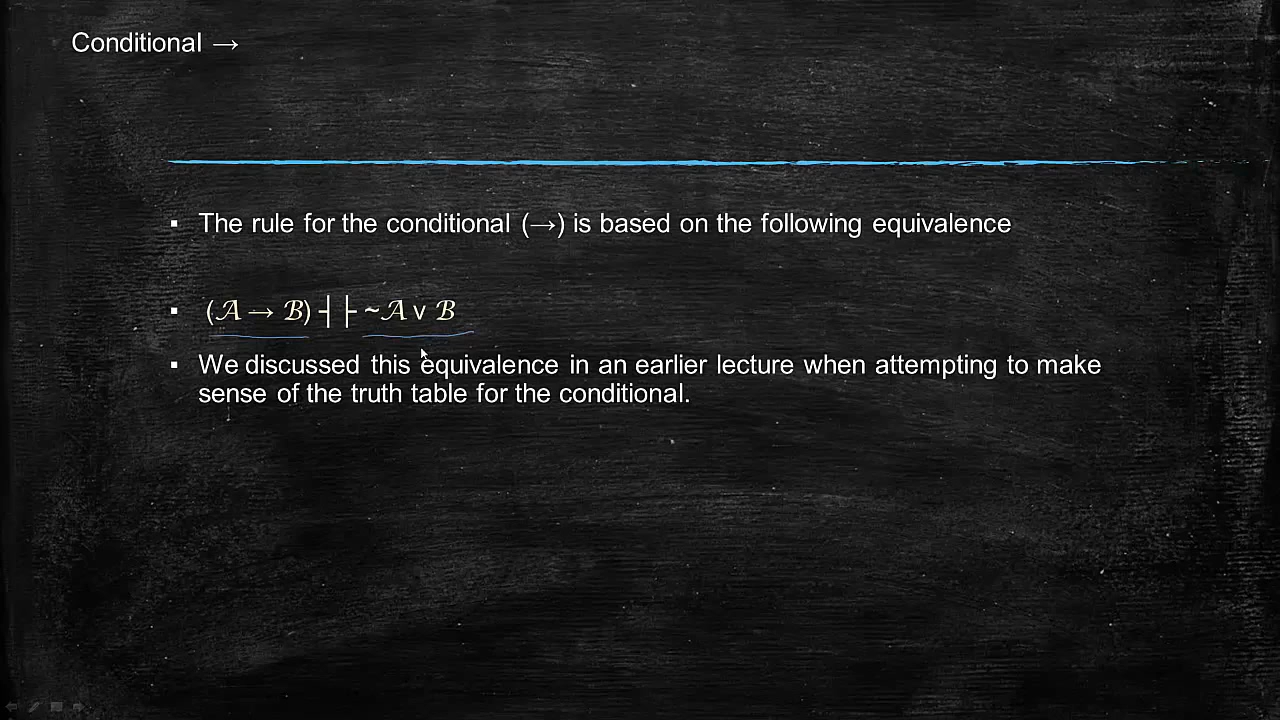 Conditional →
▪ The rule for the conditional (→) is based on the following equivalence
▪ (𝒜 → ℬ) ┤├ ~𝒜 v ℬ
▪ We discussed this equivalence in an earlier lecture when attempting to make
sense of the truth table for the conditional.